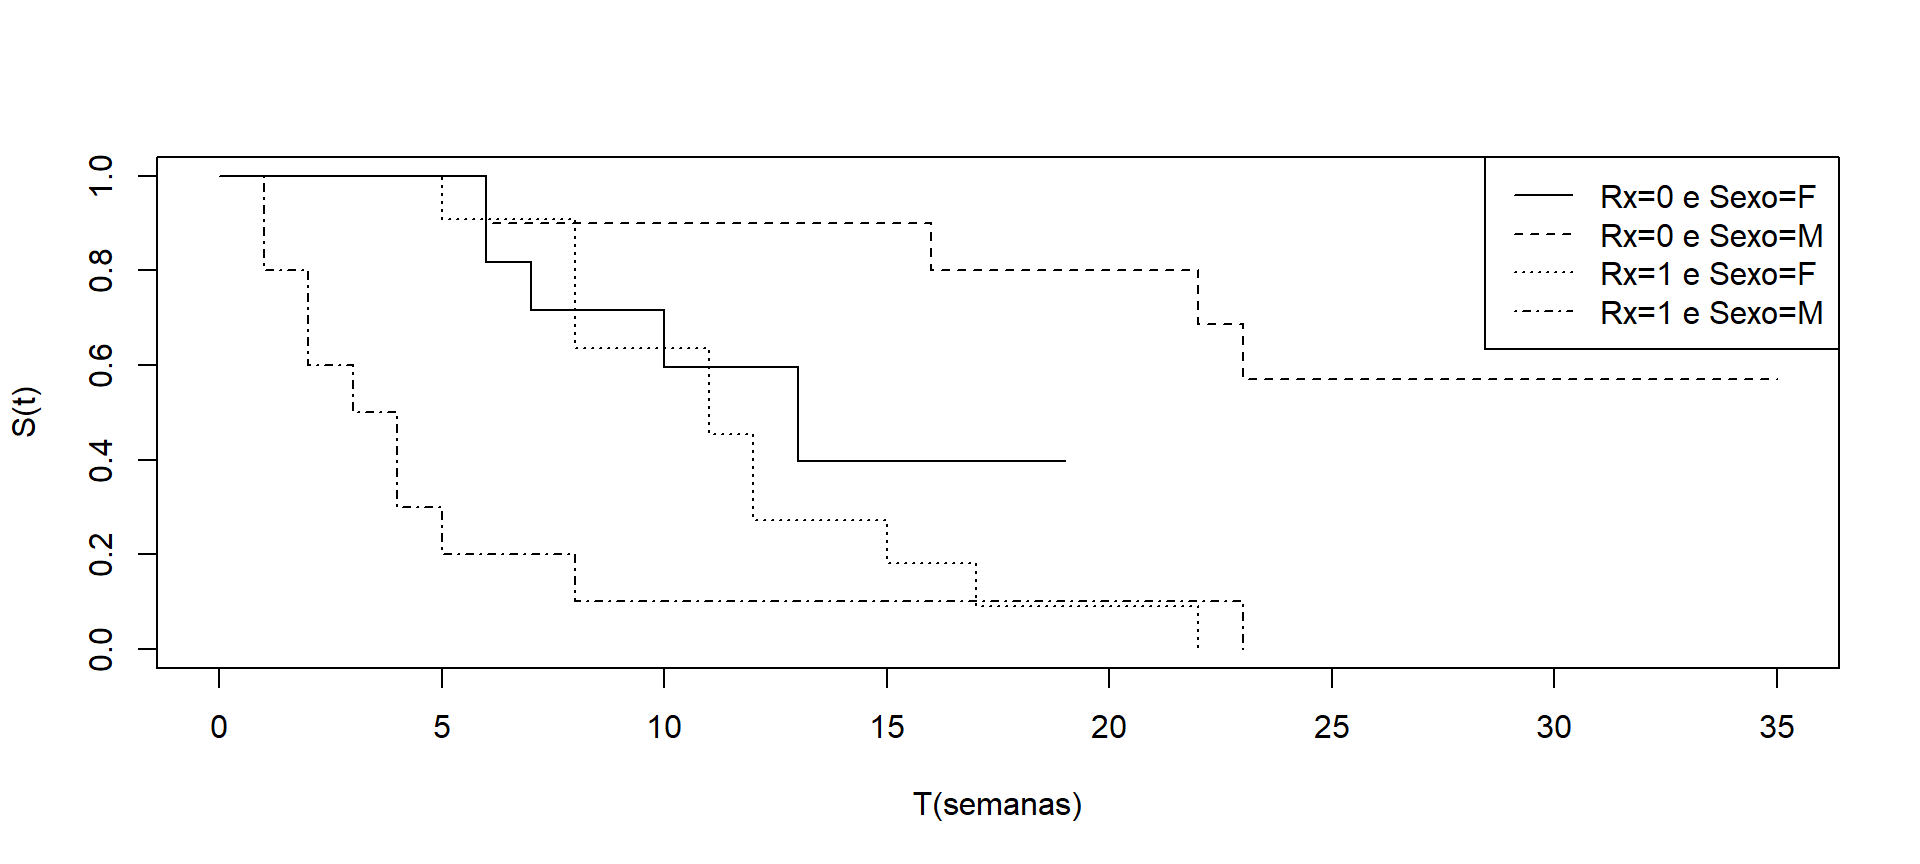 Rx=0 e Sexo=F
Rx=0 e Sexo=M
Rx=1 e Sexo=F
Rx=1 e Sexo=M
S(t)
1.0
0.8
0.6
0.4
0.2
0.0
0 5 10 15 20 25 30 35
T(semanas)